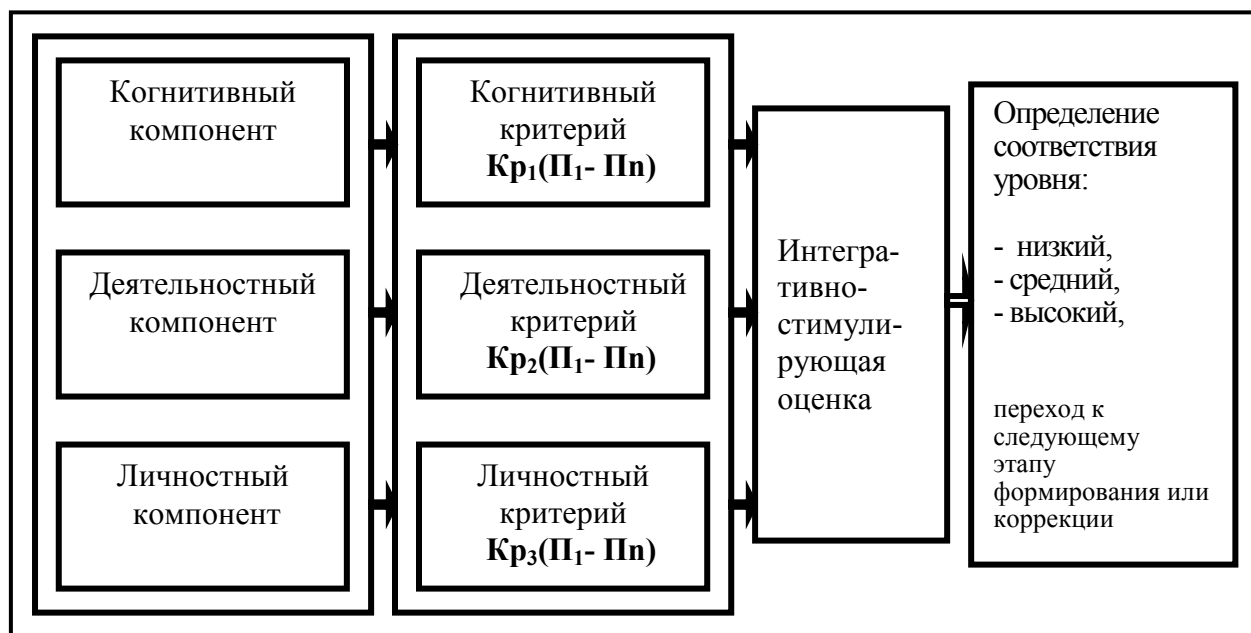 Когнитивный
компонент
Деятельностный
компонент
Личностный
компонент
Когнитивный
критерий
Кр₁(П₁- Пn)
Деятельностный
критерий
Кр₂(П₁- Пn)
Личностный
критерий
Кр₃(П₁- Пn)
Интегра-
тивно-
стимули-
рующая
оценка
Определение
соответствия
уровня:
- низкий,
- средний,
- высокий,
переход к
следующему
этапу
формирования или
коррекции